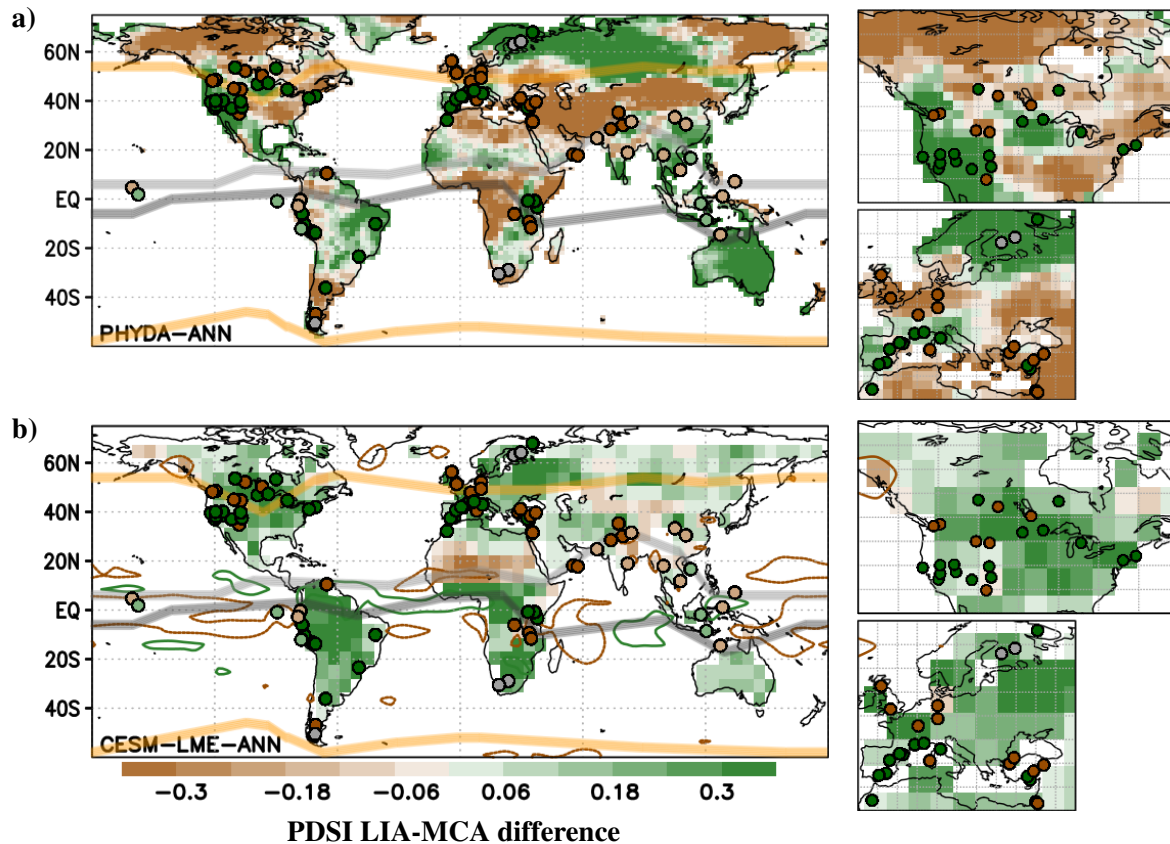 a)
60N
40N
20N
EQ
20S
40S
PHYDA−ANN
b)
60N
40N
20N
EQ
20S
40S
CESM−LME−ANN
−0.3 −0.18 −0.06 0.06 0.18 0.3
PDSI LIA-MCA difference